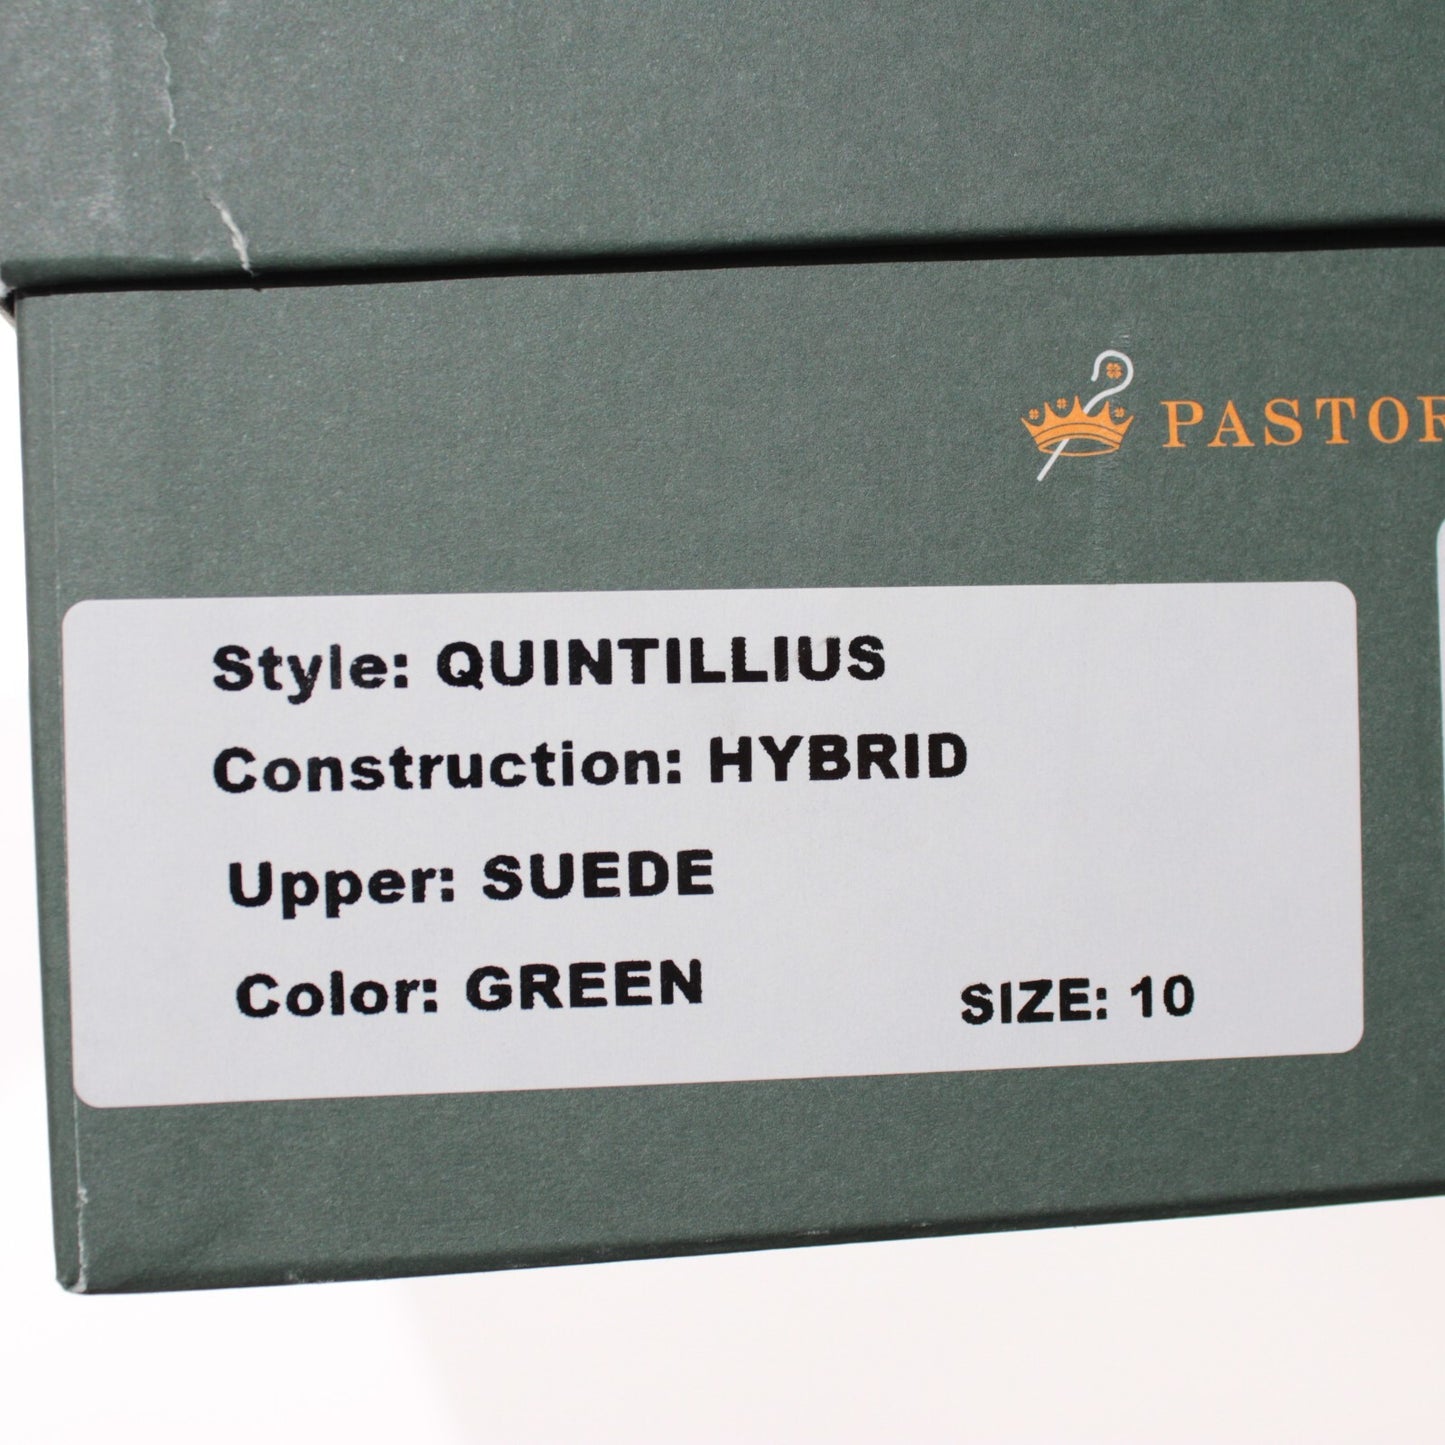 PASTOR
Style: QUINTILLIUS
Construction: HYBRID
Upper: SUEDE
Color: GREEN
SIZE: 10